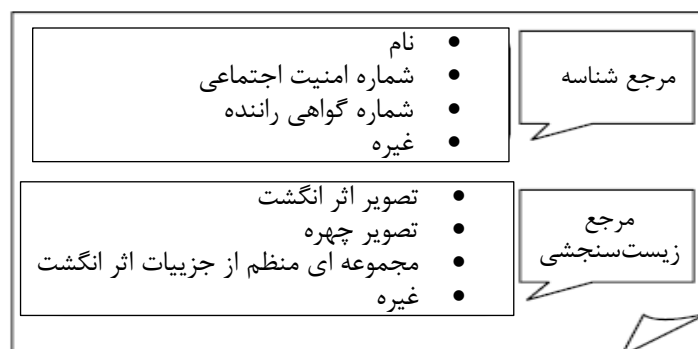 مرجع شناسه
• نام
• شماره امنیت اجتماعی
• شماره گواهی راننده
• غیره
مرجع
زیست‌سنجشی
• تصویر اثر انگشت
• تصویر چهره
• مجموعه ای منظم از جزییات اثر انگشت
• غیره